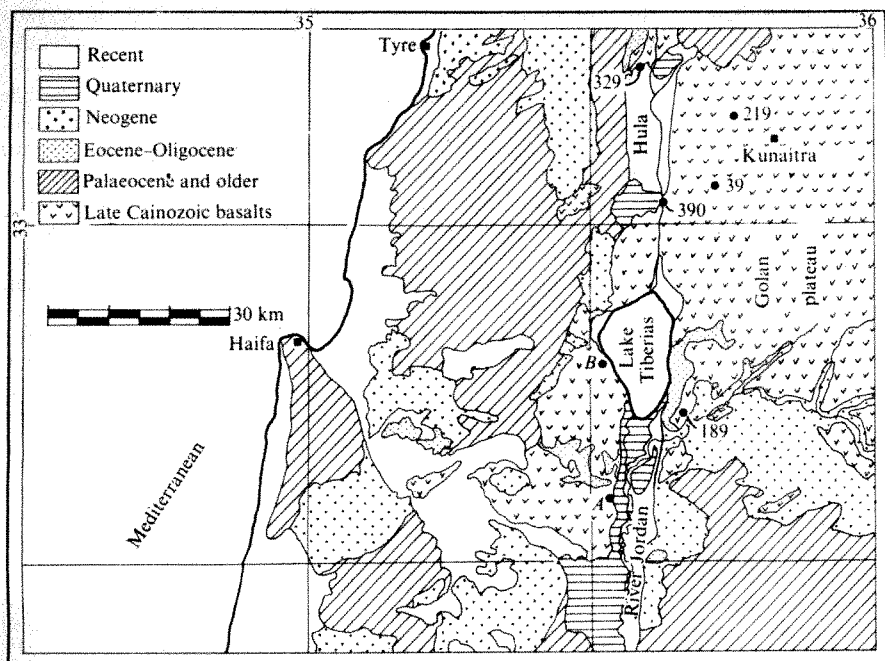 35
36
Recent
Quaternary
Neogene
Eocene–Oligocene
Palaeocene and older
Late Cainozoic basalts
Tyre
329
Hula
219
Kunaitra
39
390
33°
Golan
plateau
30 km
Haifa
Lake
Tiberias
B
189
Mediterranean
A
River Jordan